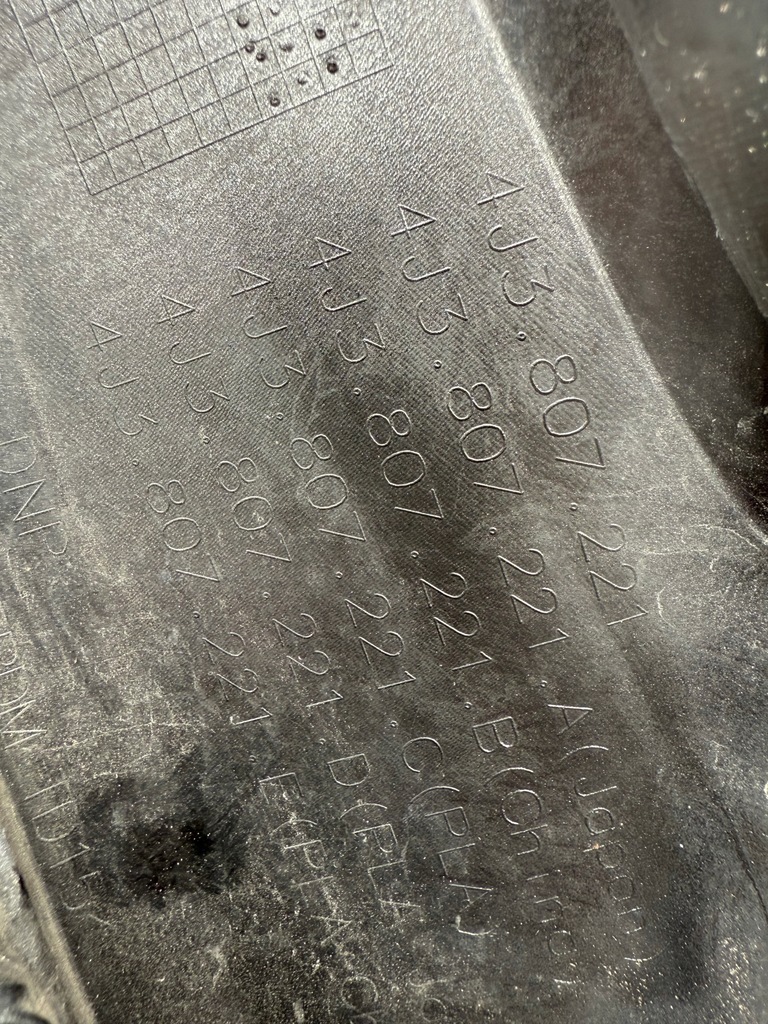 4J3.807.221
4J3.807.221.A(Japan)
4J3.807.221.B(China)
4J3.807.221.C(PLA)
4J3.807.221.D(PLA
4J3.807.221.E(PLA
DNP